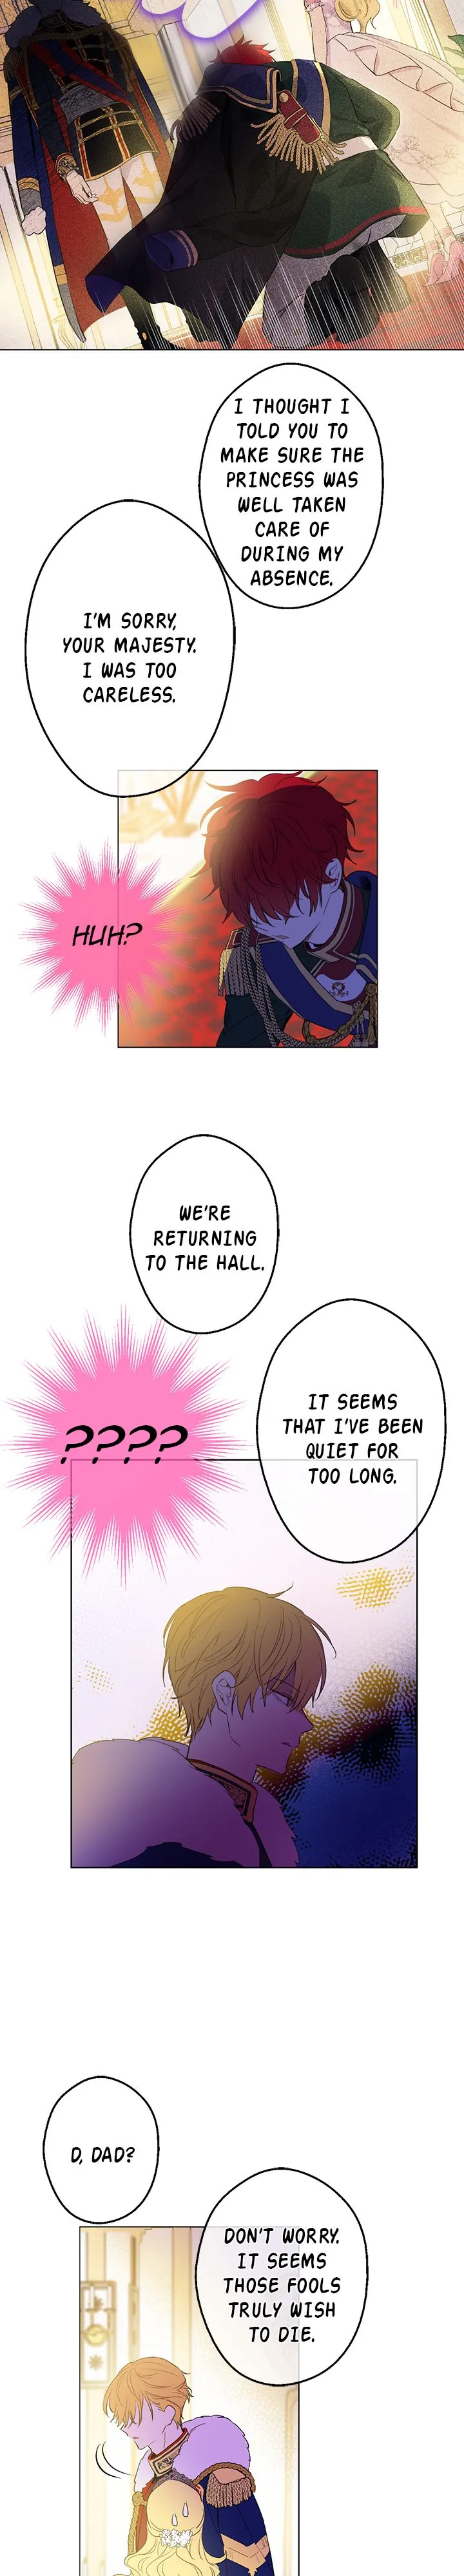 I THOUGHT I
TOLD YOU TO
MAKE SURE THE
PRINCESS WAS
WELL TAKEN
CARE OF
DURING MY
ABSENCE.
I'M SORRY,
YOUR MAJESTY.
I WAS TOO
CARELESS.
HUH?
WE'RE
RETURNING
TO THE HALL.
IT SEEMS
THAT I'VE BEEN
QUIET FOR
TOO LONG.
????
D, DAD?
DON'T WORRY.
IT SEEMS
THOSE FOOLS
TRULY WISH
TO DIE.